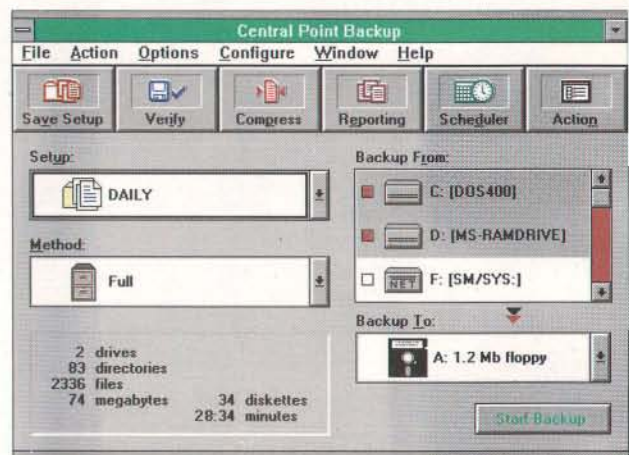 Central Point Backup
File Action Options Configure Window Help
Save Setup Verify Compress Reporting Scheduler Action
Setup:
DAILY
Method:
Full
2 drives
83 directories
2336 files
74 megabytes 34 diskettes
28:34 minutes
Backup From:
C: [DOS400]
D: [MS-RAMDRIVE]
NET F: [SM/SYS:]
Backup To:
A: 1.2 Mb floppy
Start Backup